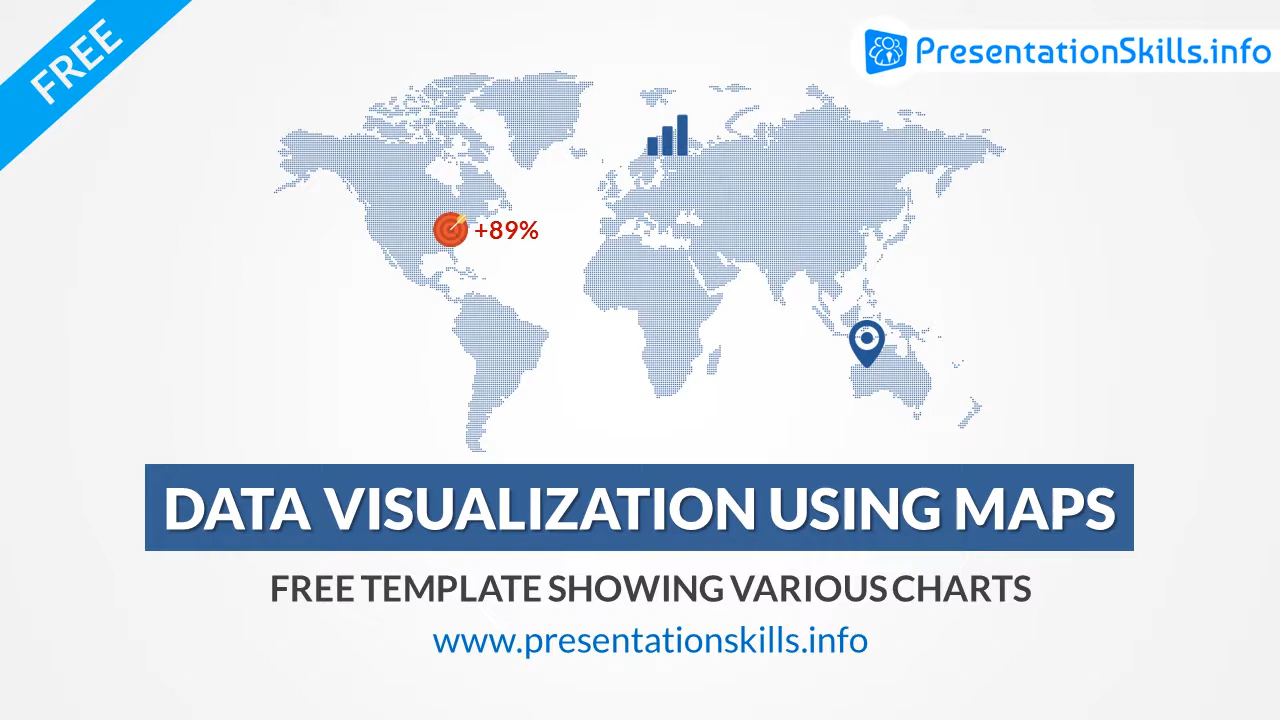 FREE
PresentationSkills.info
+89%
DATA VISUALIZATION USING MAPS
FREE TEMPLATE SHOWING VARIOUS CHARTS
www.presentationskills.info